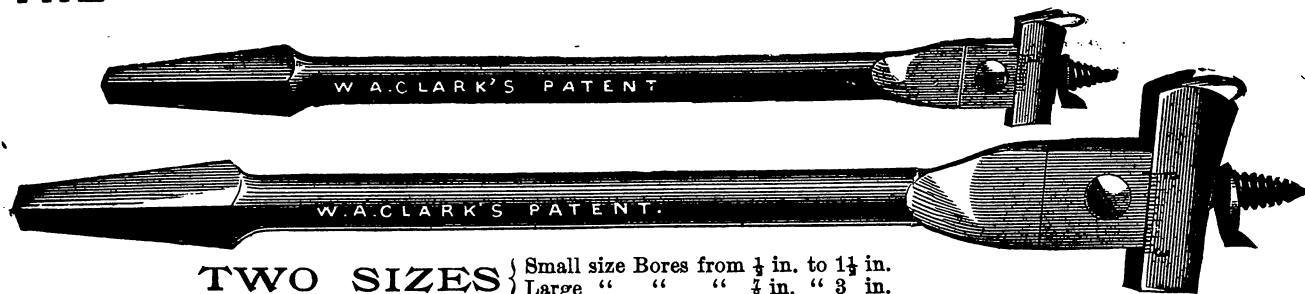 W A.CLARK'S PATENT
W.A.CLARK'S PATENT.
TWO SIZES { Small size Bores from ½ in. to 1½ in.
Large " " " ⅞ in. " 3 in.